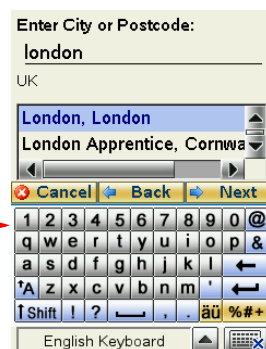 Enter City or Postcode:
london
UK
London, London
London Apprentice, Cornwa
Cancel Back Next
1 2 3 4 5 6 7 8 9 0 @
q w e r t y u i o p &
a s d f g h j k l ←
↑A z x c v b n m ' ↵
↑ Shift ! ? , . äü %#+
English Keyboard